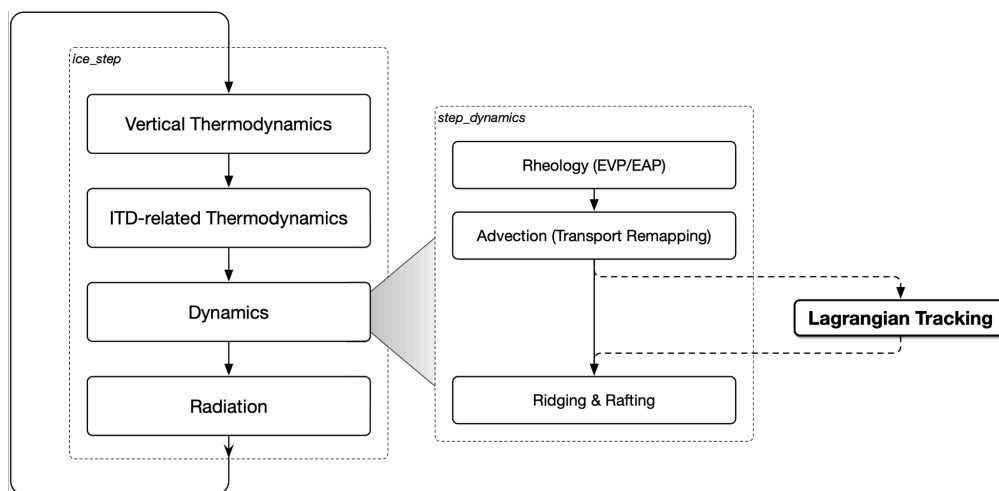 ice_step
Vertical Thermodynamics
ITD-related Thermodynamics
Dynamics
Radiation
step_dynamics
Rheology (EVP/EAP)
Advection (Transport Remapping)
Ridging & Rafting
Lagrangian Tracking